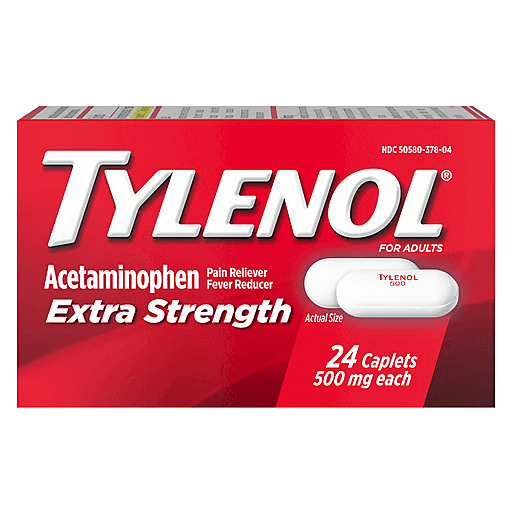 NDC 50580-378-04
TYLENOL®
FOR ADULTS
Acetaminophen Pain Reliever
Fever Reducer
Extra Strength
TYLENOL
500
Actual Size
24 Caplets
500 mg each